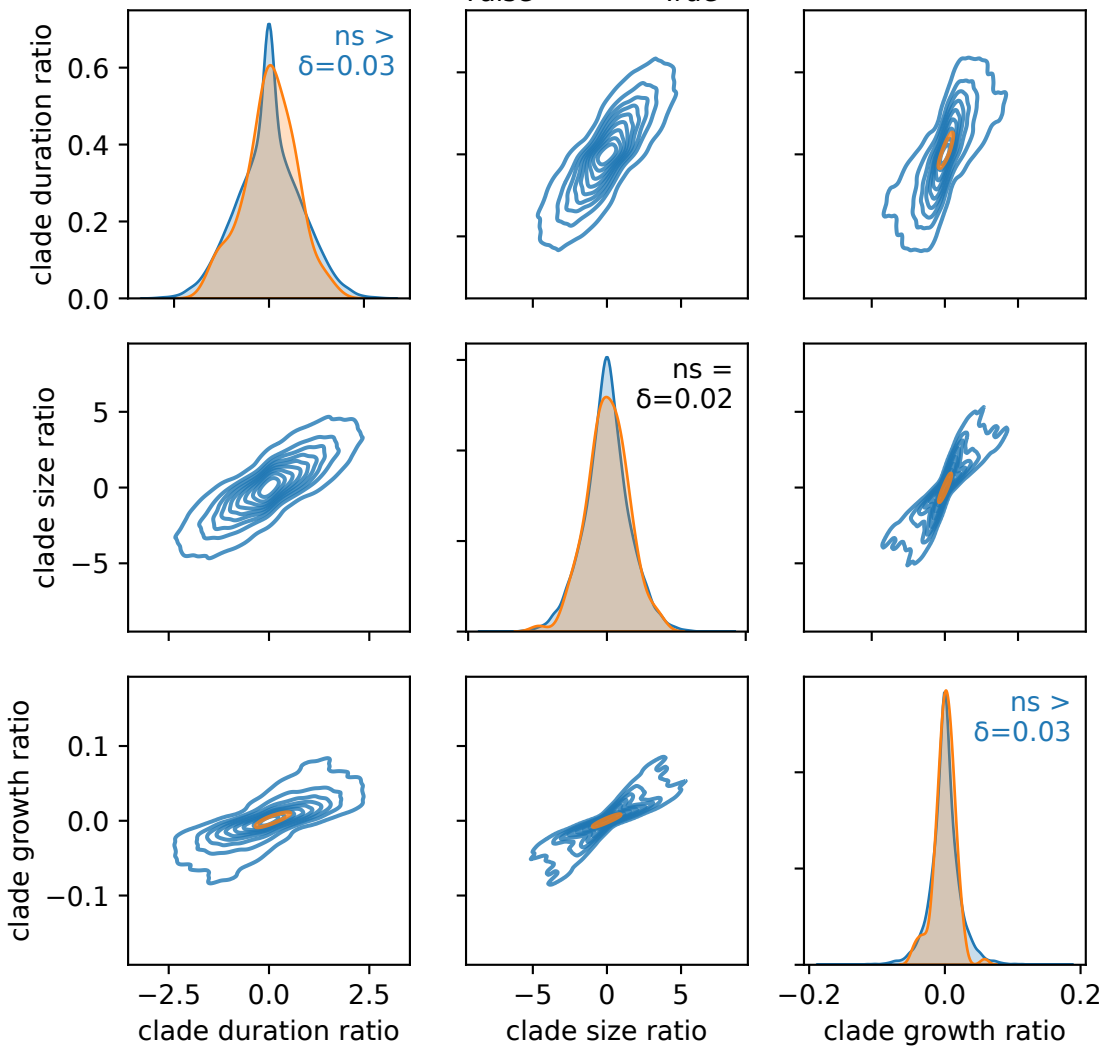 clade duration ratio
0.6
0.4
0.2
0.0
ns >
δ=0.03
clade size ratio
5
0
−5
ns =
δ=0.02
clade growth ratio
0.1
0.0
−0.1
ns >
δ=0.03
−2.5 0.0 2.5
clade duration ratio
−5 0 5
clade size ratio
−0.2 0.0 0.2
clade growth ratio